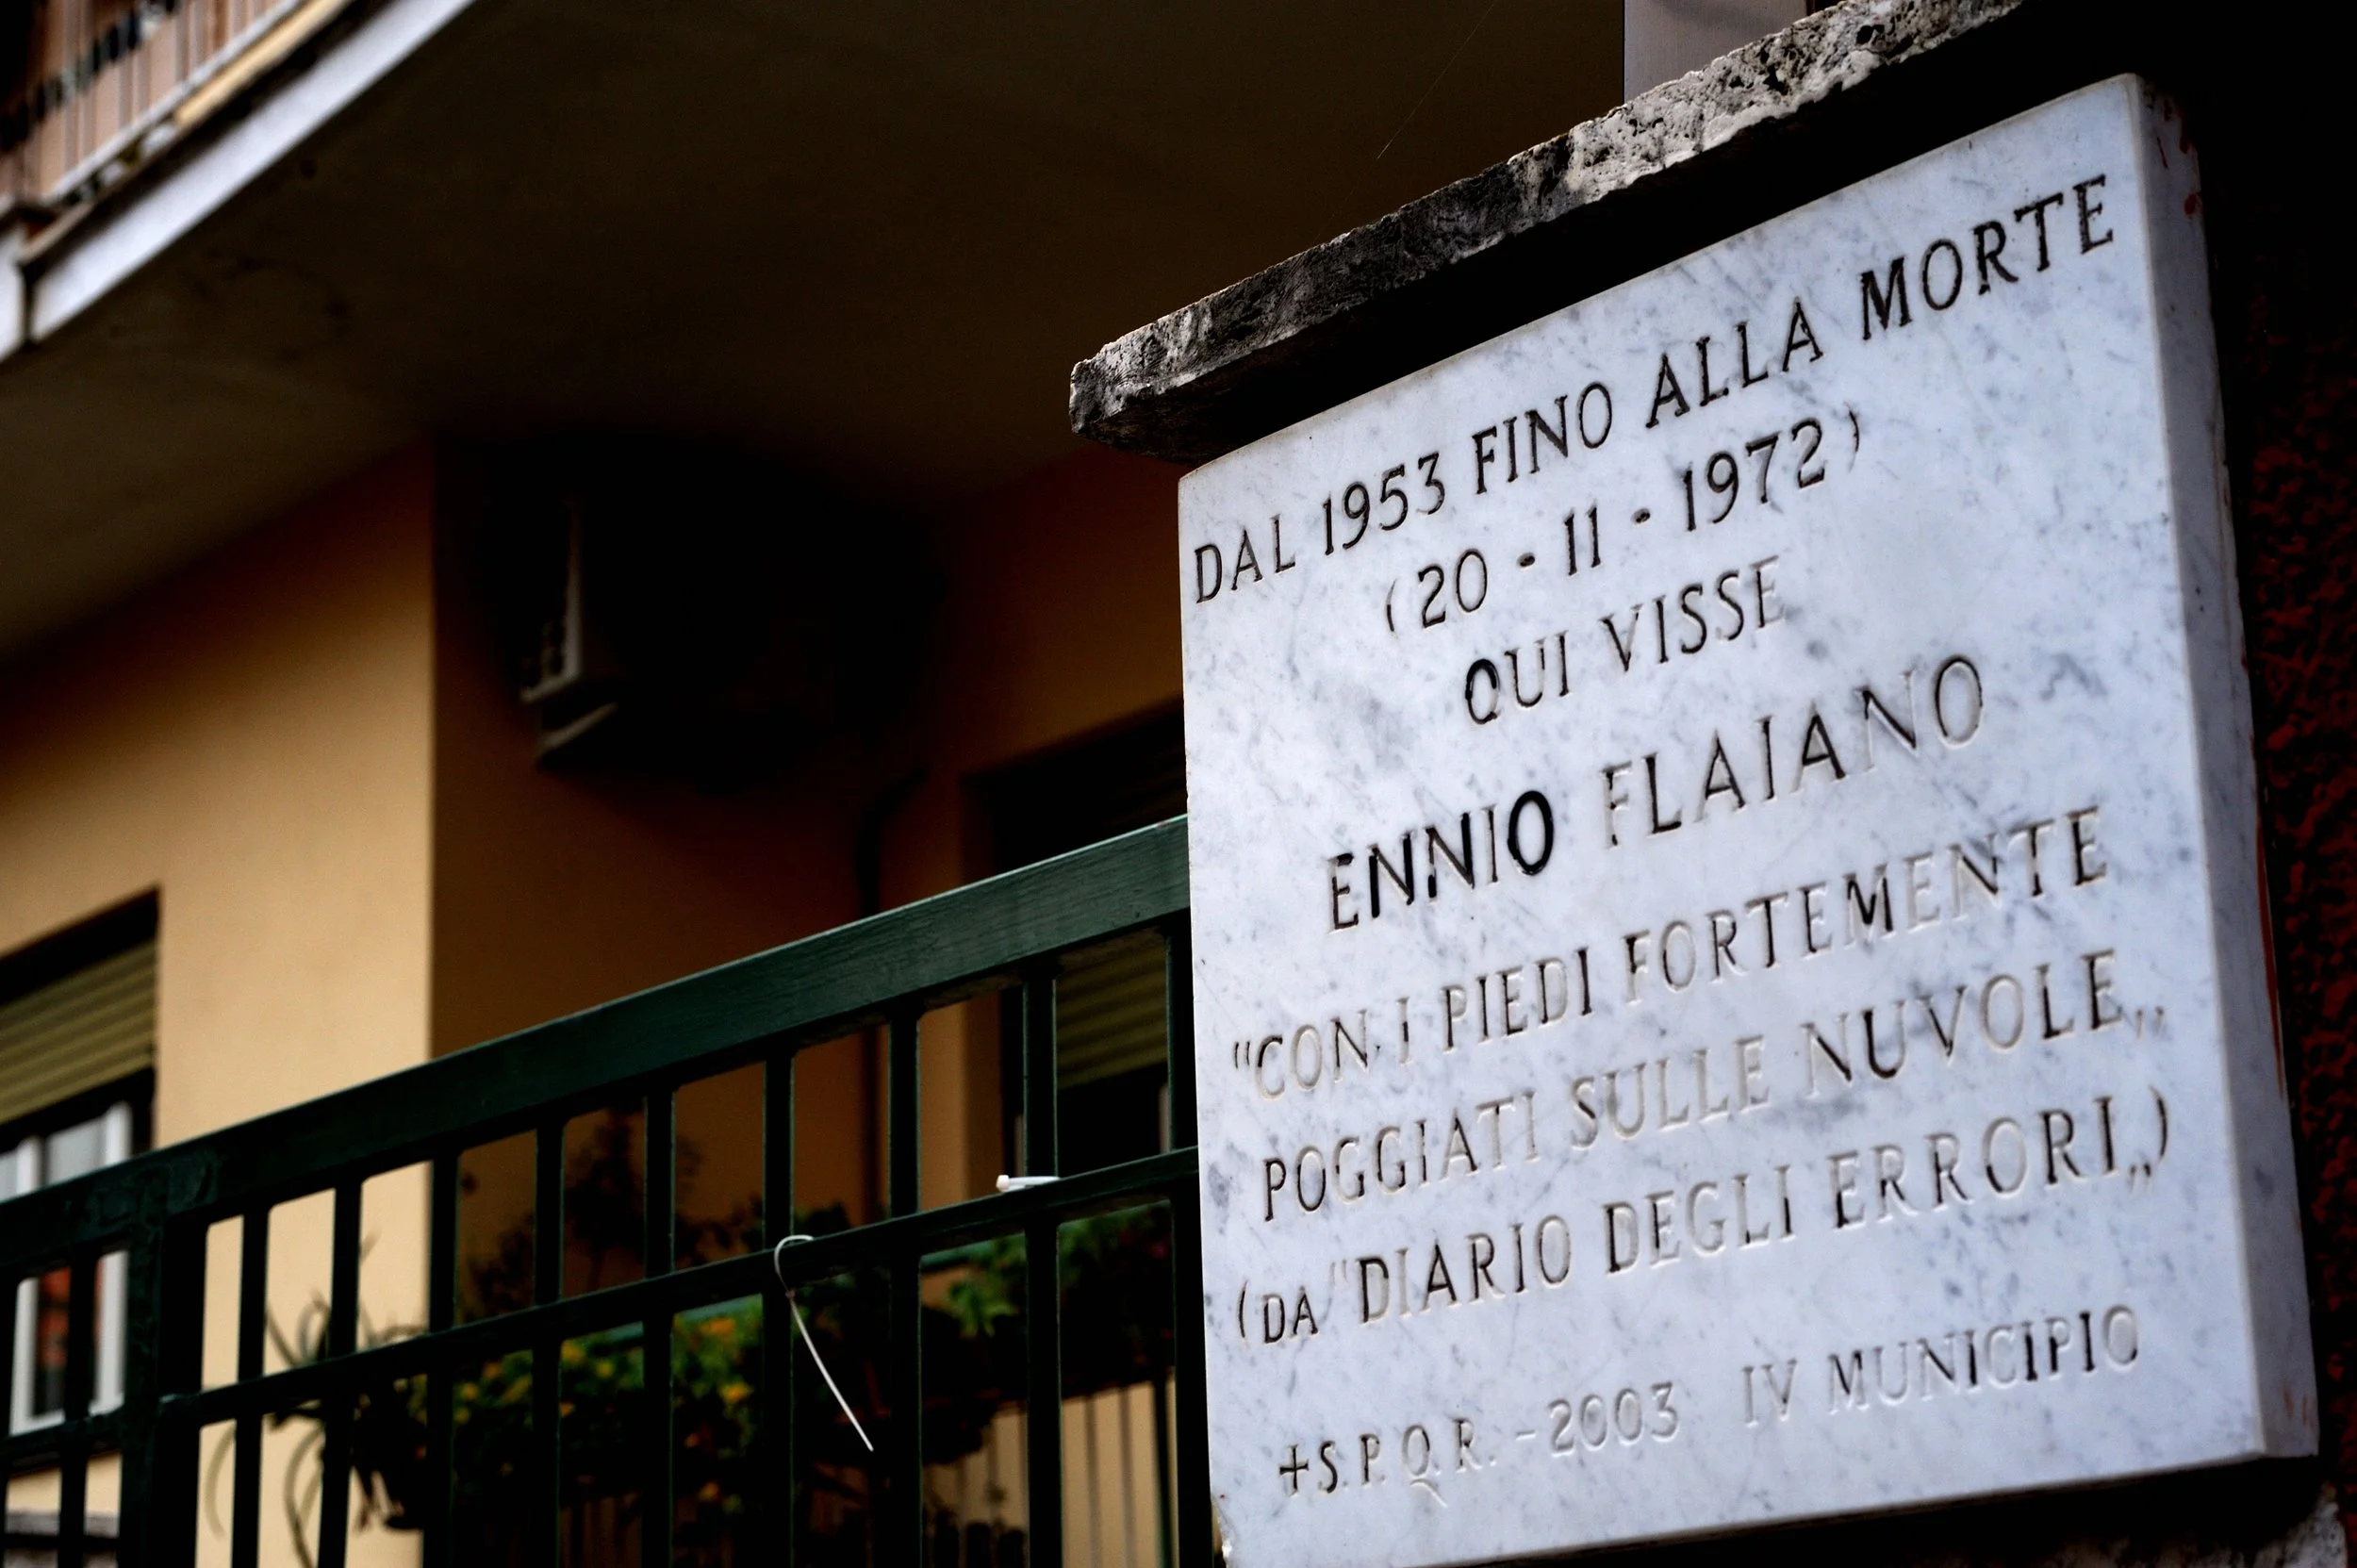 DAL 1953 FINO ALLA MORTE
(20 - 11 - 1972)
QUI VISSE
ENNIO FLAIANO
“CON I PIEDI FORTEMENTE
POGGIATI SULLE NUVOLE„
(DA “DIARIO DEGLI ERRORI„)
+S.P.Q.R. - 2003 IV MUNICIPIO